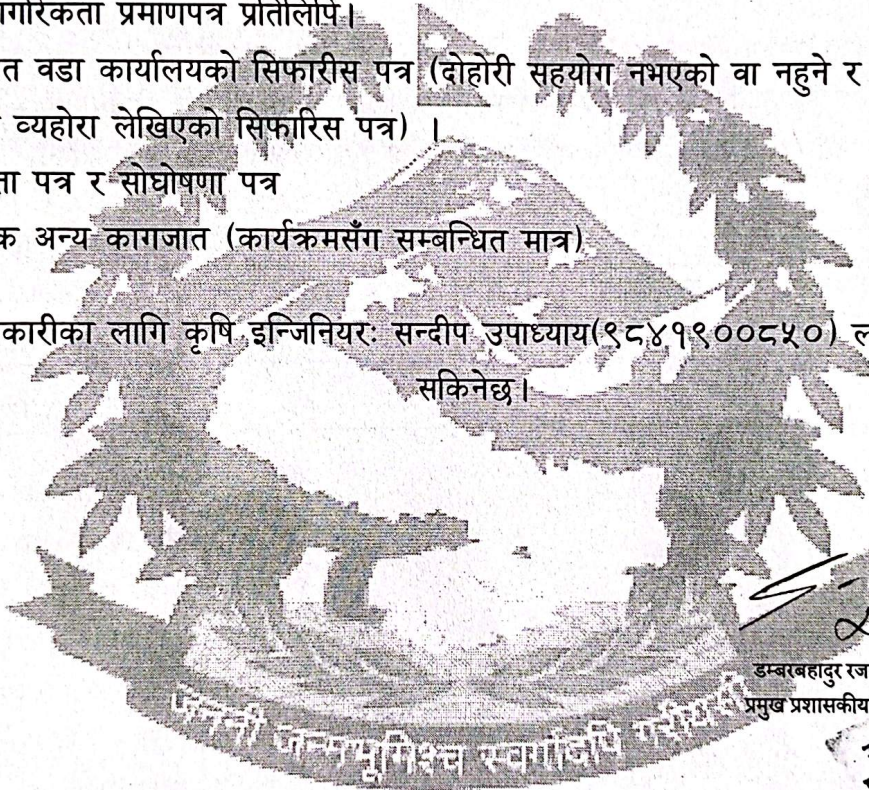 गरिकता प्रमाणपत्र प्रतिलिपि।
त वडा कार्यालयको सिफारीस पत्र (दोहोरी सहयोग नभएको वा नहुने र
व्यहोरा लेखिएको सिफारिस पत्र) ।
ता पत्र र सोघोषणा पत्र
क अन्य कागजात (कार्यक्रमसँग सम्बन्धित मात्र)
कारीका लागि कृषि इन्जिनियरः सन्दीप उपाध्याय(९८४१९००८५०) ल
सकिनेछ।
डम्बरबहादुर रज
प्रमुख प्रशासकीय
जननी जन्मभूमिश्च स्वर्गादपि गरीयसी